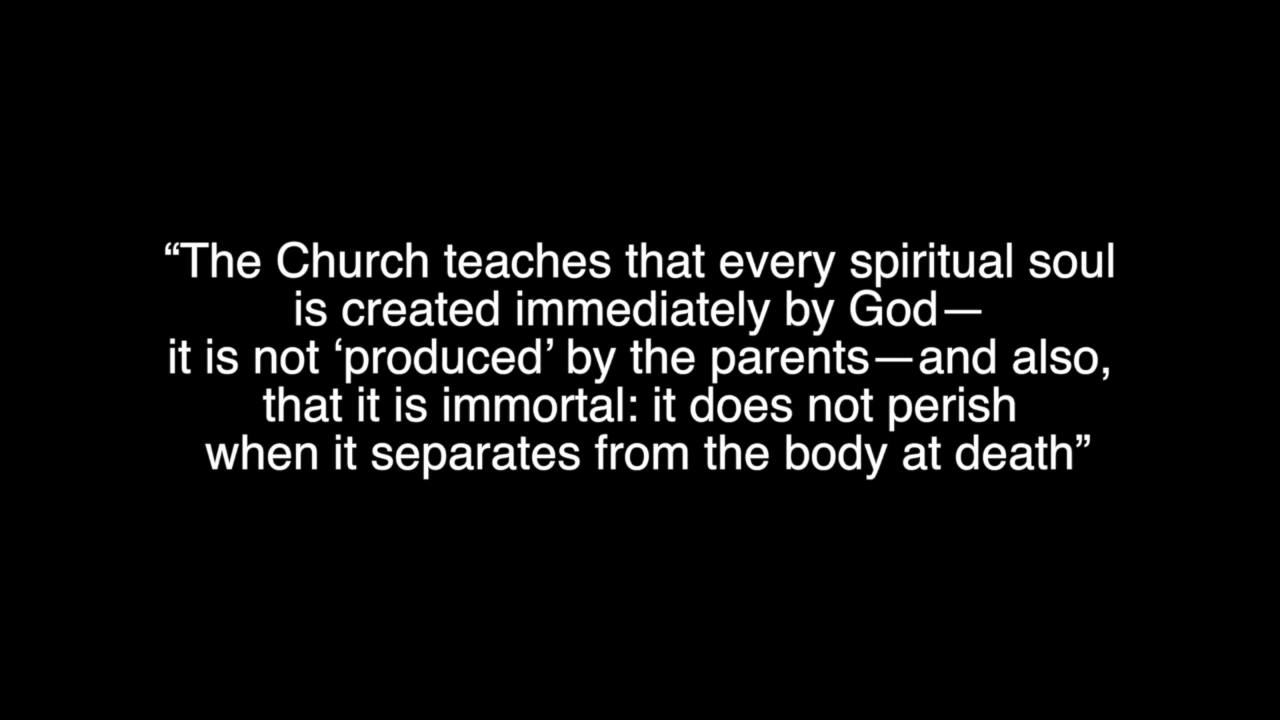 “The Church teaches that every spiritual soul
is created immediately by God—
it is not ‘produced’ by the parents—and also,
that it is immortal: it does not perish
when it separates from the body at death”